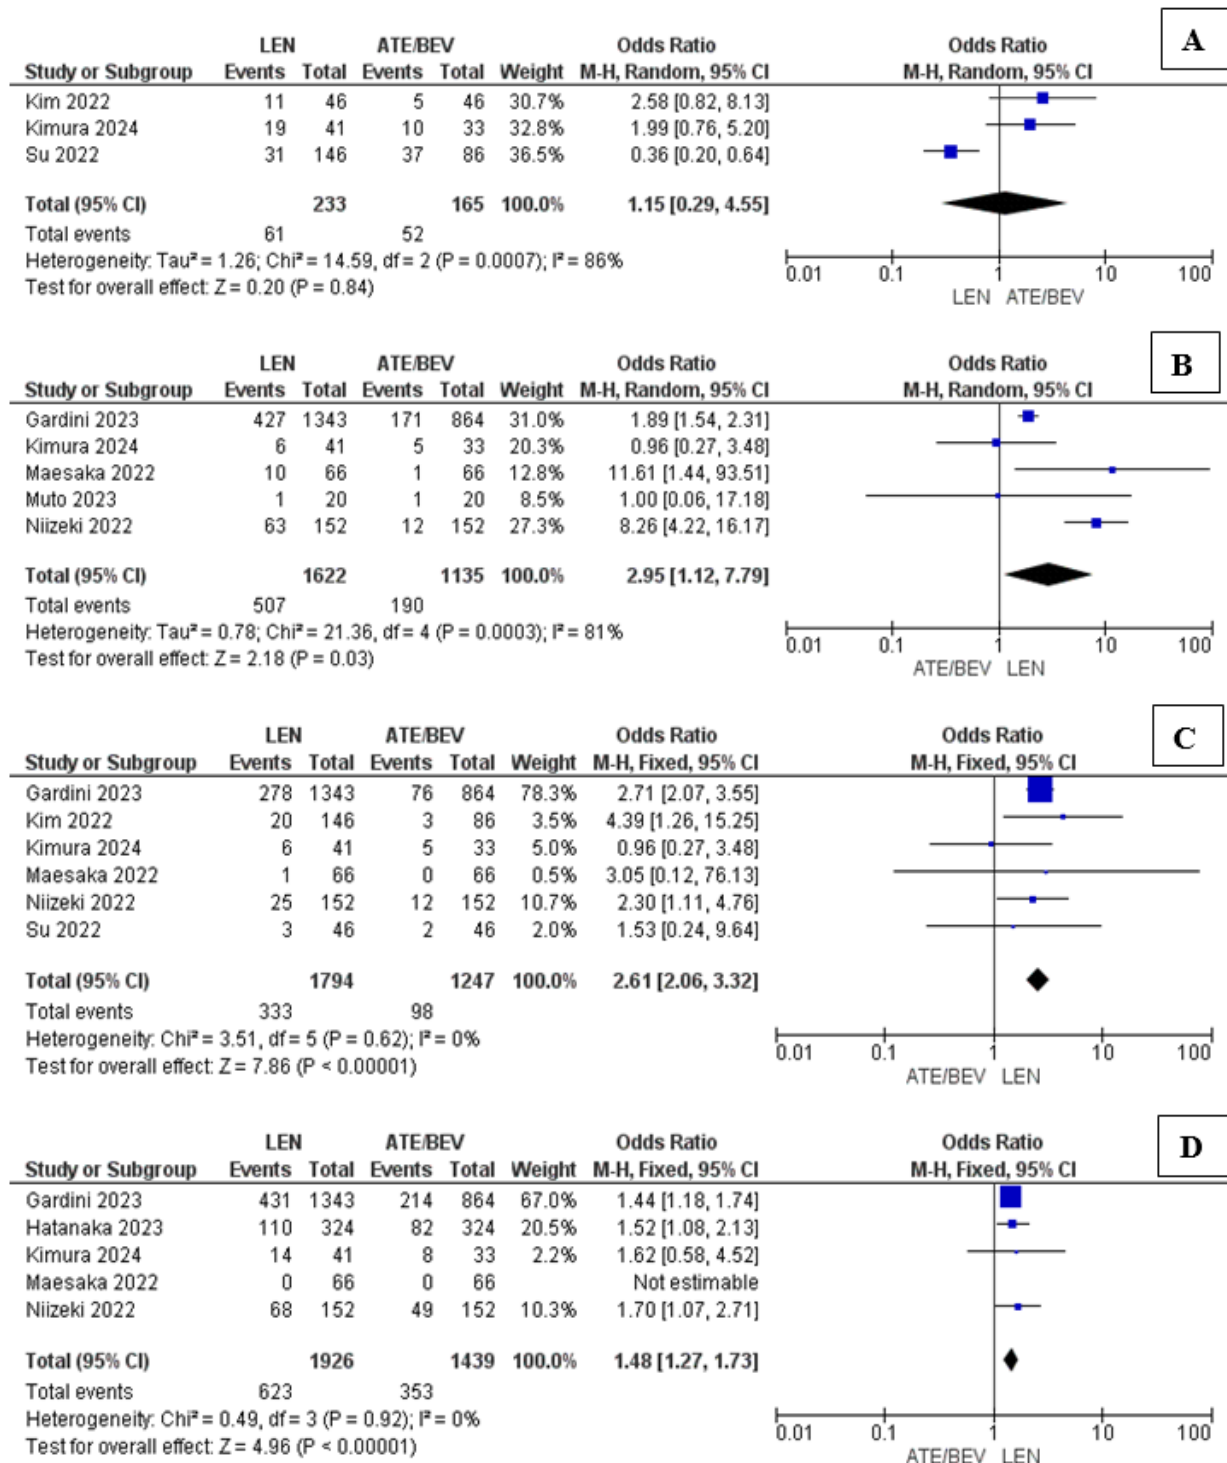 A
LEN ATE/BEV Odds Ratio Odds Ratio
Study or Subgroup Events Total Events Total Weight M-H, Random, 95% CI M-H, Random, 95% CI
Kim 2022 11 46 5 46 30.7% 2.58 [0.82, 8.13]
Kimura 2024 19 41 10 33 32.8% 1.99 [0.76, 5.20]
Su 2022 31 146 37 86 36.5% 0.36 [0.20, 0.64]
Total (95% CI) 233 165 100.0% 1.15 [0.29, 4.55]
Total events 61 52
Heterogeneity: Tau² = 1.26; Chi² = 14.59, df = 2 (P = 0.0007); I² = 86%
Test for overall effect: Z = 0.20 (P = 0.84)
0.01 0.1 1 10 100
LEN ATE/BEV
B
LEN ATE/BEV Odds Ratio Odds Ratio
Study or Subgroup Events Total Events Total Weight M-H, Random, 95% CI M-H, Random, 95% CI
Gardini 2023 427 1343 171 864 31.0% 1.89 [1.54, 2.31]
Kimura 2024 6 41 5 33 20.3% 0.96 [0.27, 3.48]
Maesaka 2022 10 66 1 66 12.8% 11.61 [1.44, 93.51]
Muto 2023 1 20 1 20 8.5% 1.00 [0.06, 17.18]
Niizeki 2022 63 152 12 152 27.3% 8.26 [4.22, 16.17]
Total (95% CI) 1622 1135 100.0% 2.95 [1.12, 7.79]
Total events 507 190
Heterogeneity: Tau² = 0.78; Chi² = 21.36, df = 4 (P = 0.0003); I² = 81%
Test for overall effect: Z = 2.18 (P = 0.03)
0.01 0.1 1 10 100
ATE/BEV LEN
C
LEN ATE/BEV Odds Ratio Odds Ratio
Study or Subgroup Events Total Events Total Weight M-H, Fixed, 95% CI M-H, Fixed, 95% CI
Gardini 2023 278 1343 76 864 78.3% 2.71 [2.07, 3.55]
Kim 2022 20 146 3 86 3.5% 4.39 [1.26, 15.25]
Kimura 2024 6 41 5 33 5.0% 0.96 [0.27, 3.48]
Maesaka 2022 1 66 0 66 0.5% 3.05 [0.12, 76.13]
Niizeki 2022 25 152 12 152 10.7% 2.30 [1.11, 4.76]
Su 2022 3 46 2 46 2.0% 1.53 [0.24, 9.64]
Total (95% CI) 1794 1247 100.0% 2.61 [2.06, 3.32]
Total events 333 98
Heterogeneity: Chi² = 3.51, df = 5 (P = 0.62); I² = 0%
Test for overall effect: Z = 7.86 (P < 0.00001)
0.01 0.1 1 10 100
ATE/BEV LEN
D
LEN ATE/BEV Odds Ratio Odds Ratio
Study or Subgroup Events Total Events Total Weight M-H, Fixed, 95% CI M-H, Fixed, 95% CI
Gardini 2023 431 1343 214 864 67.0% 1.44 [1.18, 1.74]
Hatanaka 2023 110 324 82 324 20.5% 1.52 [1.08, 2.13]
Kimura 2024 14 41 8 33 2.2% 1.62 [0.58, 4.52]
Maesaka 2022 0 66 0 66 Not estimable
Niizeki 2022 68 152 49 152 10.3% 1.70 [1.07, 2.71]
Total (95% CI) 1926 1439 100.0% 1.48 [1.27, 1.73]
Total events 623 353
Heterogeneity: Chi² = 0.49, df = 3 (P = 0.92); I² = 0%
Test for overall effect: Z = 4.96 (P < 0.00001)
0.01 0.1 1 10 100
ATE/BEV LEN